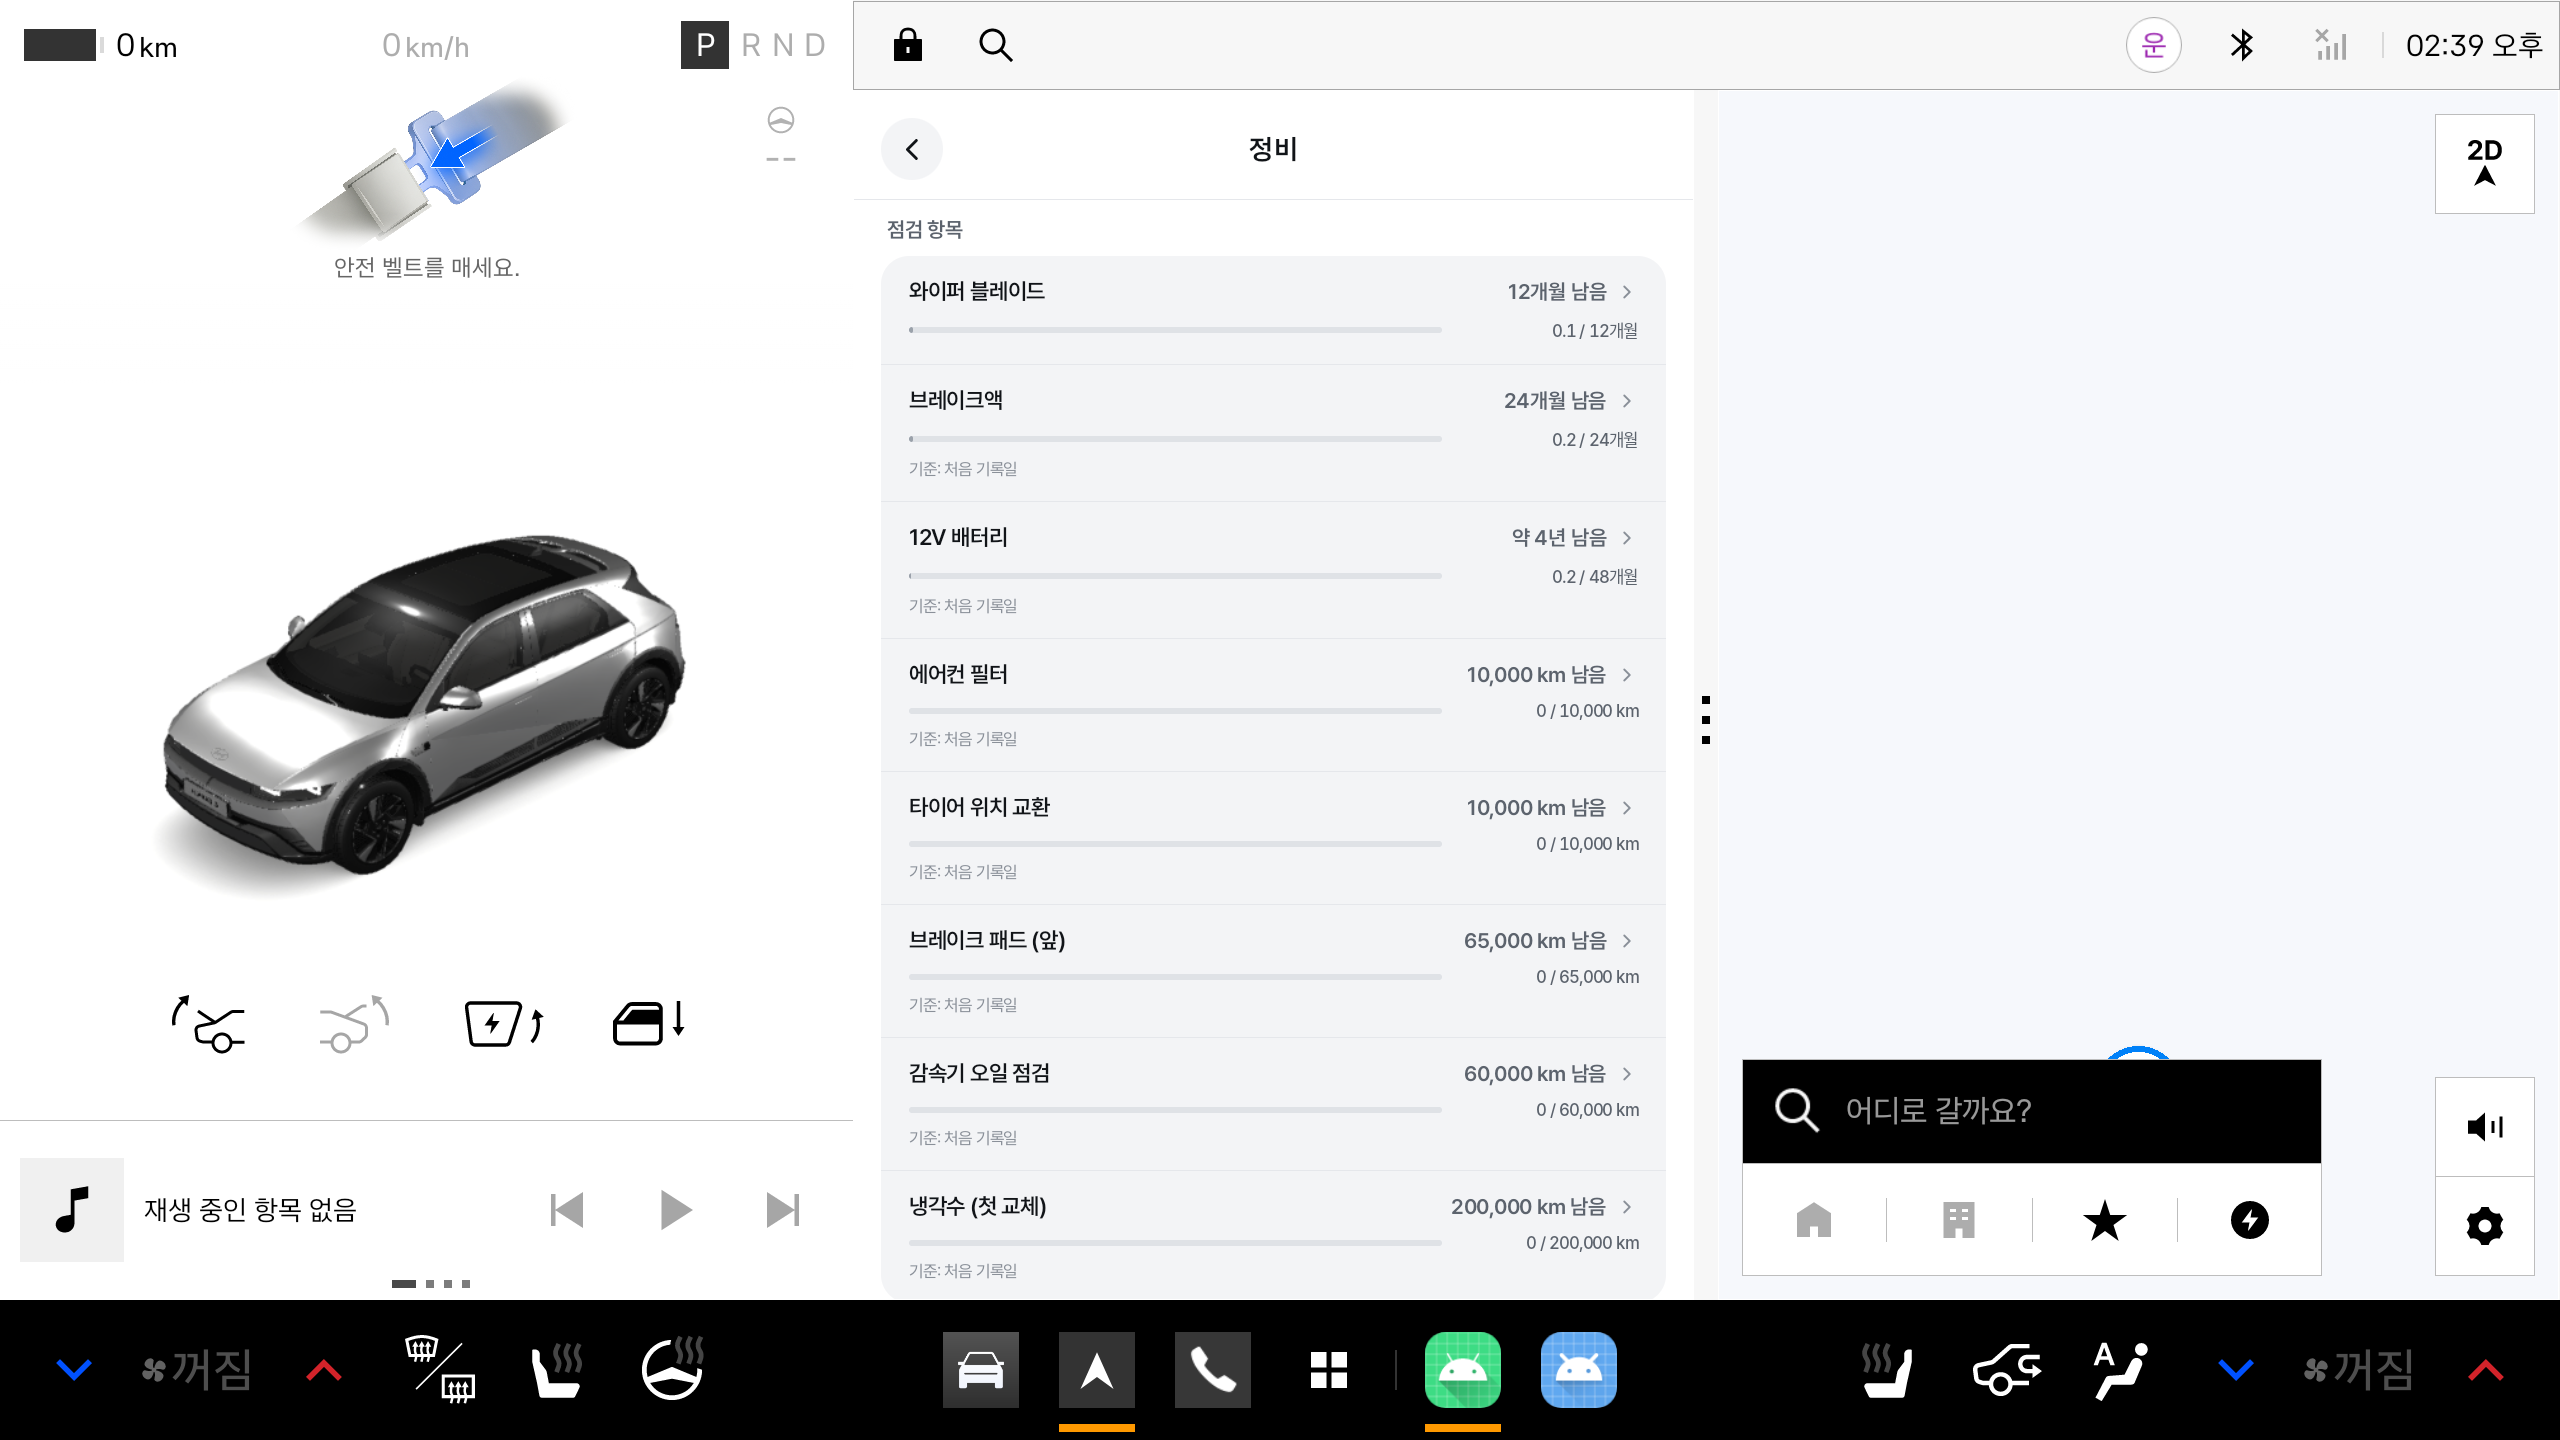 0 km
0 km/h
P R N D
안전 벨트를 매세요.
재생 중인 항목 없음
운
02:39 오후
정비
점검 항목
와이퍼 블레이드
12개월 남음
0.1 / 12개월
브레이크액
24개월 남음
0.2 / 24개월
기준: 처음 기록일
12V 배터리
약 4년 남음
0.2 / 48개월
기준: 처음 기록일
에어컨 필터
10,000 km 남음
0 / 10,000 km
기준: 처음 기록일
타이어 위치 교환
10,000 km 남음
0 / 10,000 km
기준: 처음 기록일
브레이크 패드 (앞)
65,000 km 남음
0 / 65,000 km
기준: 처음 기록일
감속기 오일 점검
60,000 km 남음
0 / 60,000 km
기준: 처음 기록일
냉각수 (첫 교체)
200,000 km 남음
0 / 200,000 km
기준: 처음 기록일
2D
어디로 갈까요?
꺼짐
A
꺼짐